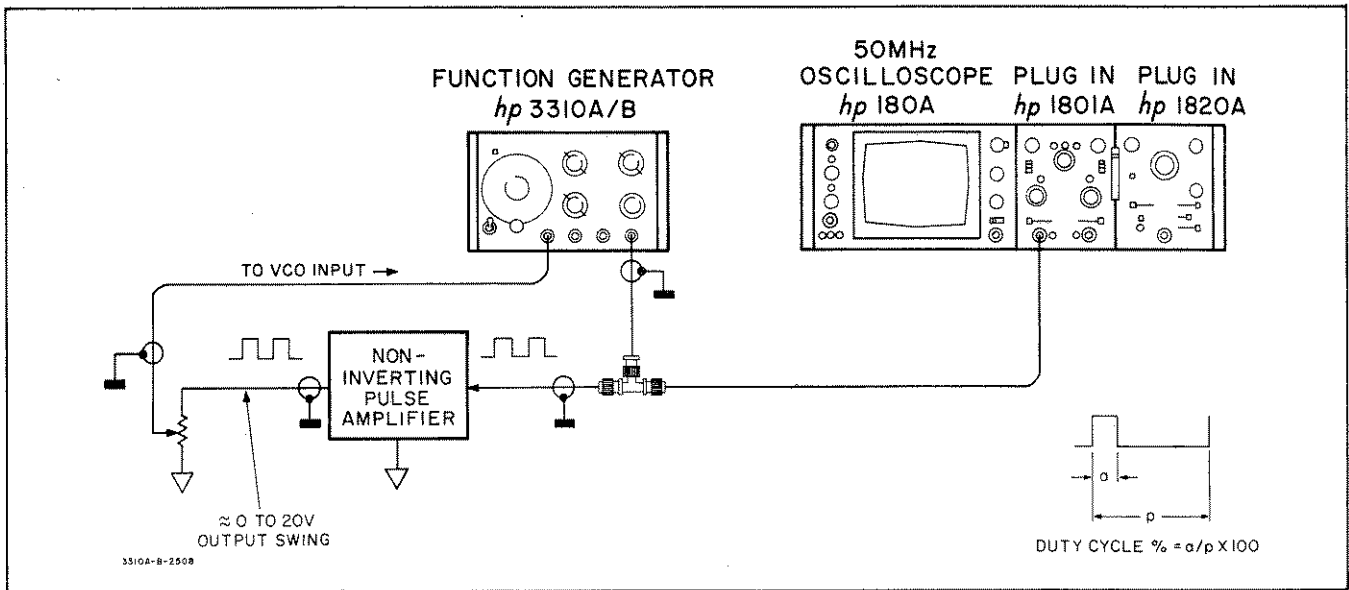 FUNCTION GENERATOR
hp 3310A/B
50MHz
OSCILLOSCOPE
hp 180A
PLUG IN
hp 1801A
PLUG IN
hp 1820A
TO VCO INPUT →
NON-
INVERTING
PULSE
AMPLIFIER
≈ 0 TO 20V
OUTPUT SWING
a
p
DUTY CYCLE % = a/p X 100
3310A-B-2508